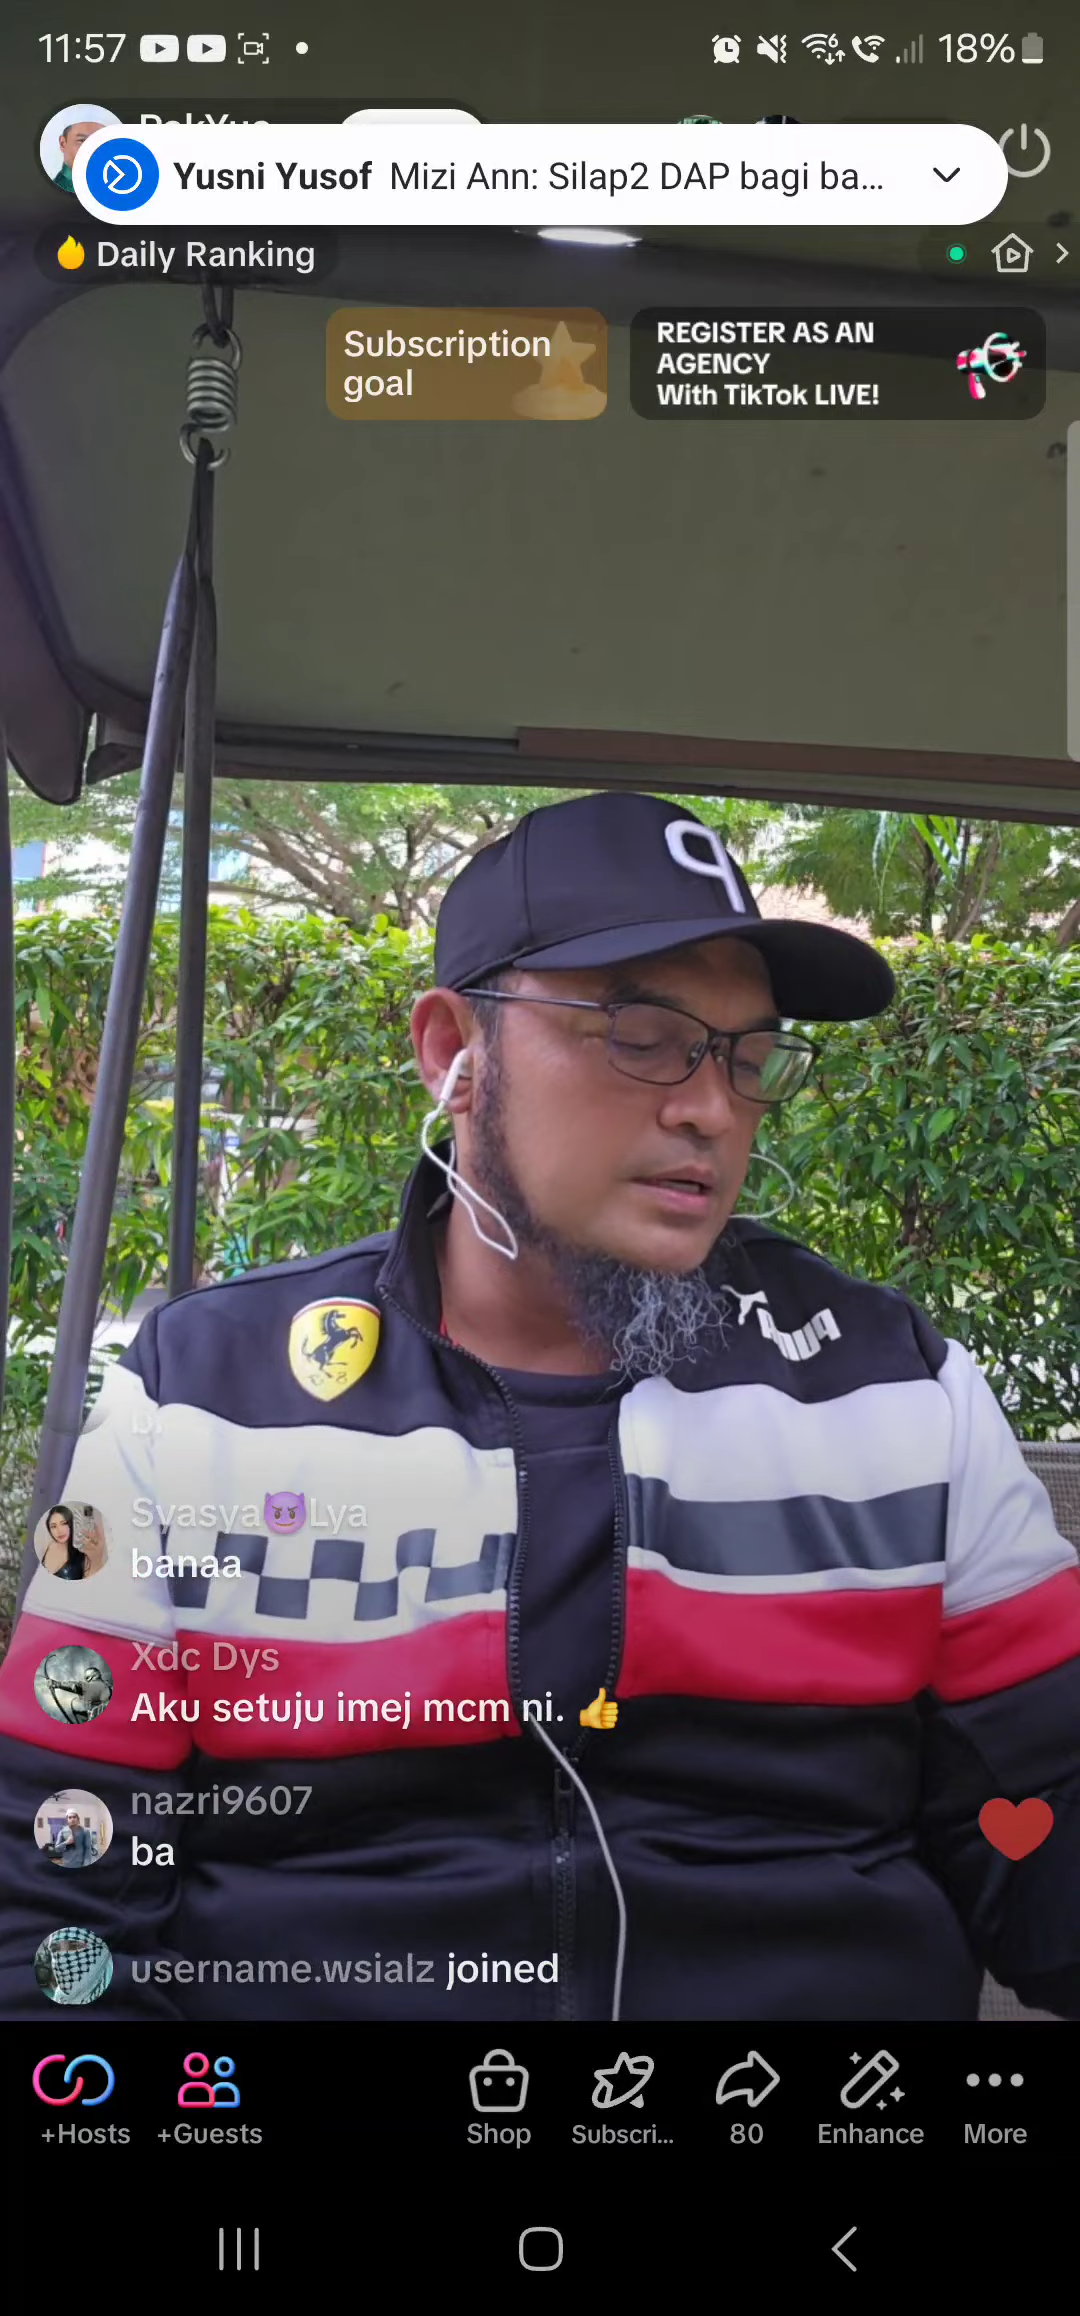 11:57
18%
Yusni Yusof Mizi Ann: Silap2 DAP bagi ba...
Daily Ranking
Subscription
goal
REGISTER AS AN
AGENCY
With TikTok LIVE!
Svasya😈Lya
banaa
Xdc Dys
Aku setuju imej mcm ni. 👍
nazri9607
ba
username.wsialz joined
+Hosts
+Guests
Shop
Subscri...
80
Enhance
More